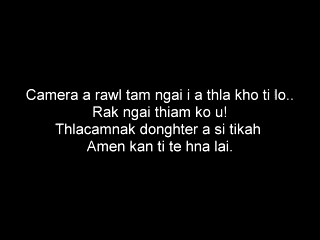 Camera a rawl tam ngai i a thla kho ti lo..
Rak ngai thiam ko u!
Thlacamnak donghter a si tikah
Amen kan ti te hna lai.